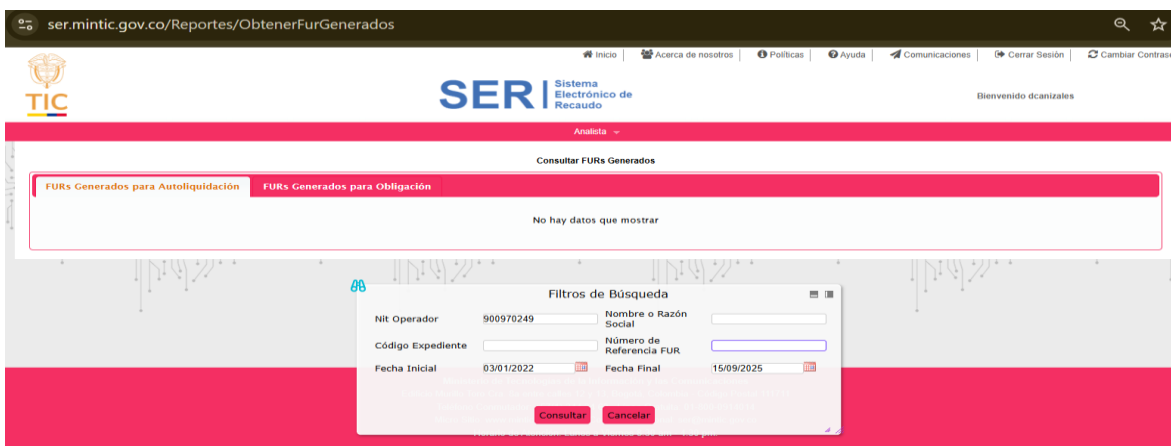 ser.mintic.gov.co/Reportes/ObtenerFurGenerados
Inicio Acerca de nosotros Políticas Ayuda Comunicaciones Cerrar Sesión Cambiar Contrase
TIC
SER Sistema
Electrónico de
Recaudo
Bienvenido dcanizales
Analista
Consultar FURs Generados
FURs Generados para Autoliquidación FURs Generados para Obligación
No hay datos que mostrar
Filtros de Búsqueda
Nit Operador 900970249 Nombre o Razón
Social
Código Expediente Número de
Referencia FUR
Fecha Inicial 03/01/2022 Fecha Final 15/09/2025
Consultar Cancelar